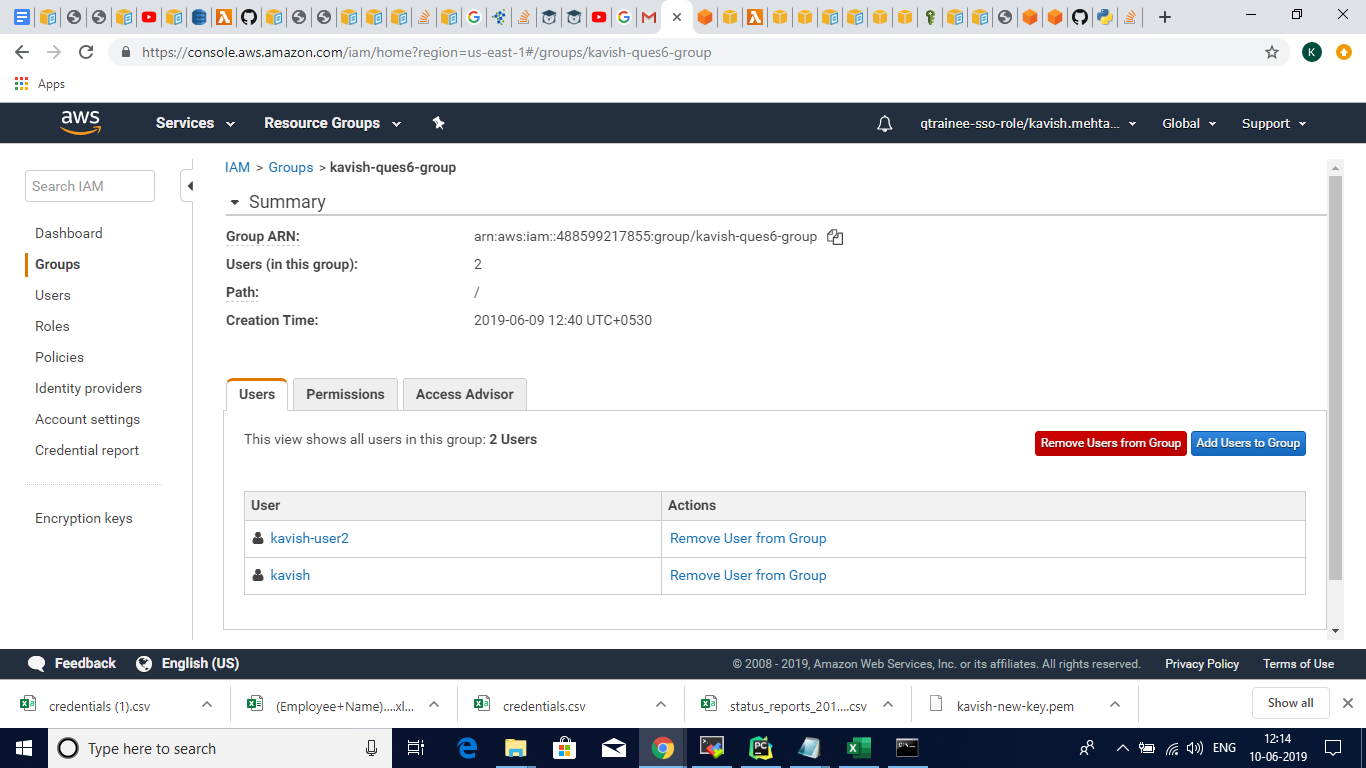 https://console.aws.amazon.com/iam/home?region=us-east-1#/groups/kavish-ques6-group
K
Apps
aws
Services
Resource Groups
qtrainee-sso-role/kavish.mehta...
Global
Support
Search IAM
Dashboard
Groups
Users
Roles
Policies
Identity providers
Account settings
Credential report
Encryption keys
IAM > Groups > kavish-ques6-group
Summary
Group ARN: arn:aws:iam::488599217855:group/kavish-ques6-group
Users (in this group): 2
Path: /
Creation Time: 2019-06-09 12:40 UTC+0530
Users
Permissions
Access Advisor
This view shows all users in this group: 2 Users
Remove Users from Group
Add Users to Group
User Actions
kavish-user2 Remove User from Group
kavish Remove User from Group
Feedback
English (US)
© 2008 - 2019, Amazon Web Services, Inc. or its affiliates. All rights reserved.
Privacy Policy
Terms of Use
credentials (1).csv
(Employee+Name)....xl...
credentials.csv
status_reports_201....csv
kavish-new-key.pem
Show all
Type here to search
PC
ENG
12:14
10-06-2019